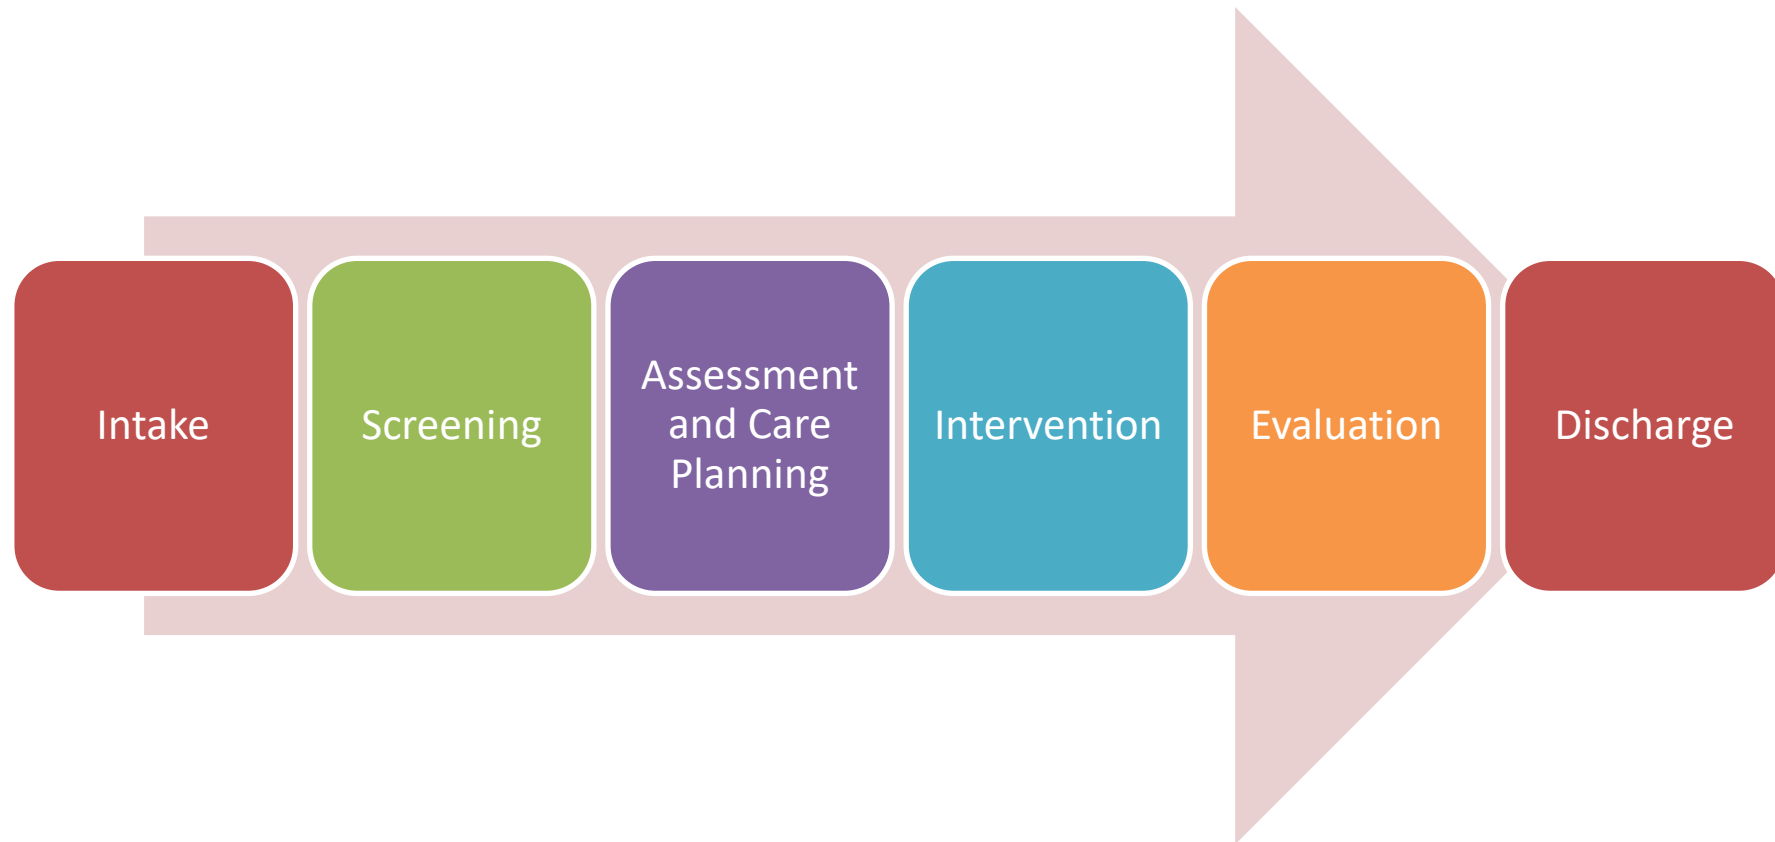 Intake
Screening
Assessment
and Care
Planning
Intervention
Evaluation
Discharge